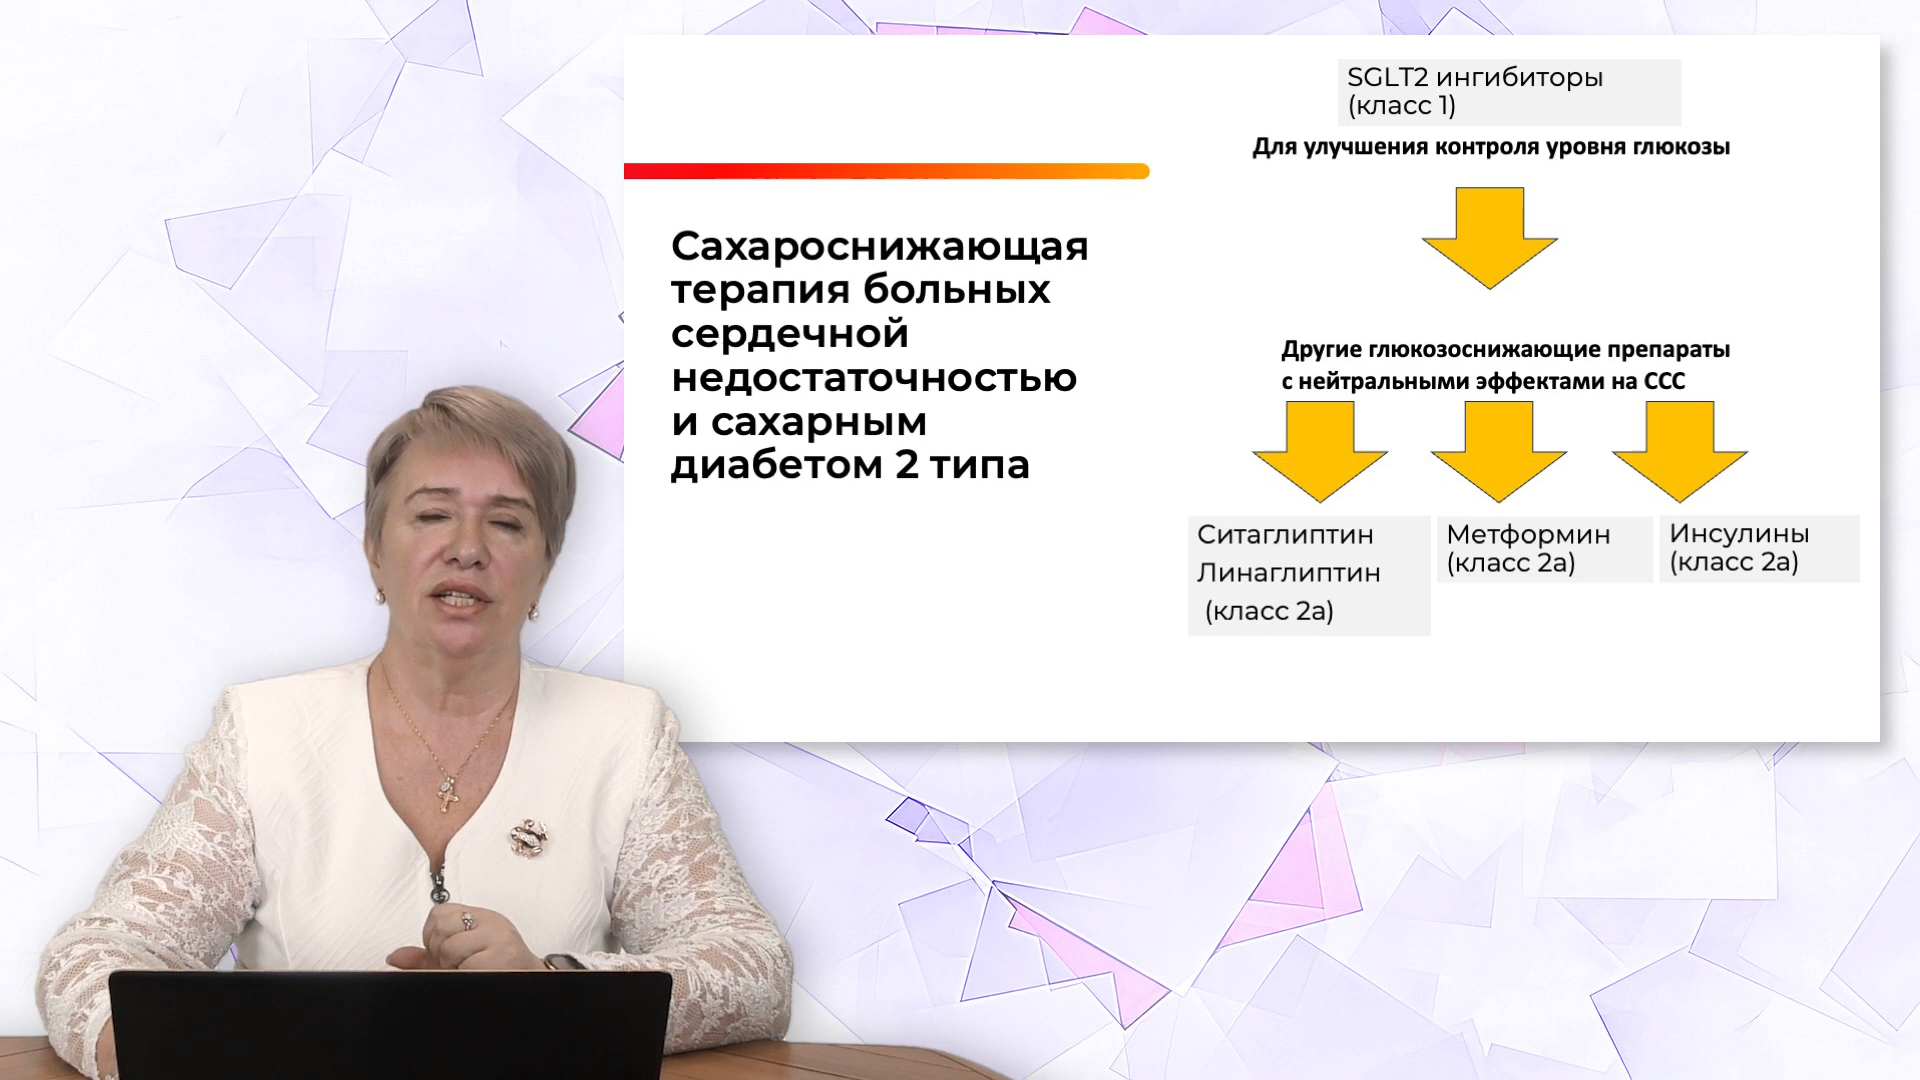 Сахароснижающая
терапия больных
сердечной
недостаточностью
и сахарным
диабетом 2 типа
SGLT2 ингибиторы
(класс 1)
Для улучшения контроля уровня глюкозы
Другие глюкозоснижающие препараты
с нейтральными эффектами на ССС
Ситаглиптин
Линаглиптин
(класс 2а)
Метформин
(класс 2а)
Инсулины
(класс 2а)